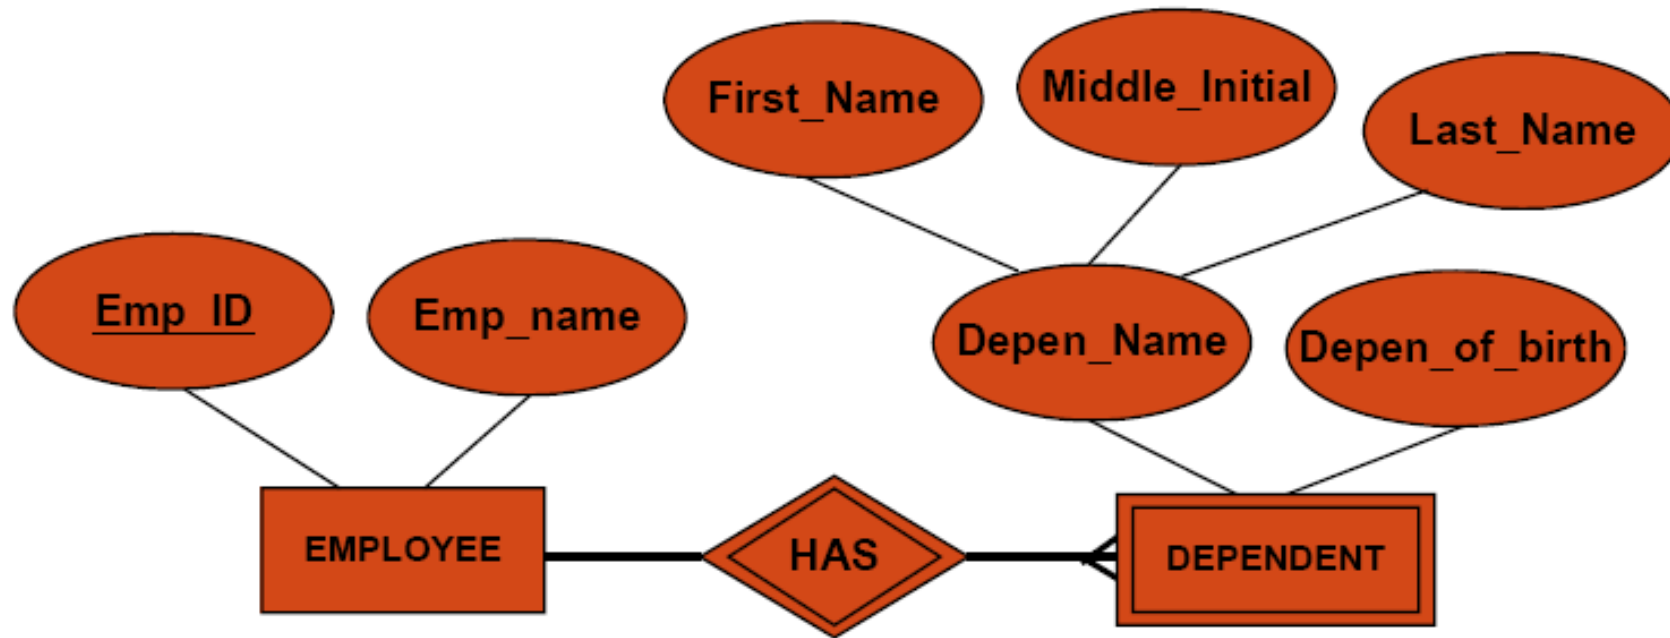 First_Name
Middle_Initial
Last_Name
Emp_ID
Emp_name
Depen_Name
Depen_of_birth
EMPLOYEE
HAS
DEPENDENT